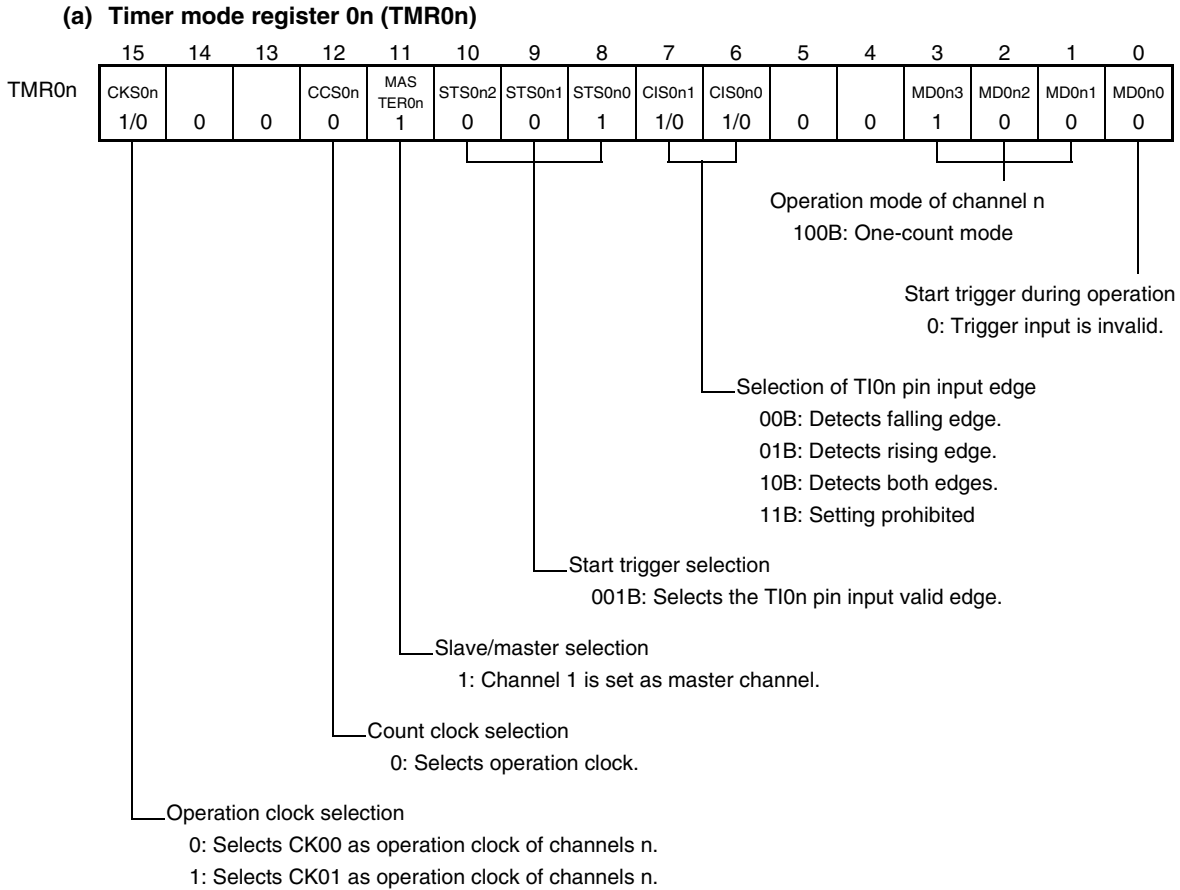 (a) Timer mode register 0n (TMR0n)
15 14 13 12 11 10 9 8 7 6 5 4 3 2 1 0
TMR0n CKS0n CCS0n MAS TER0n STS0n2 STS0n1 STS0n0 CIS0n1 CIS0n0 MD0n3 MD0n2 MD0n1 MD0n0
1/0 0 0 0 1 0 0 1 1/0 1/0 0 0 1 0 0 0
Operation mode of channel n
100B: One-count mode
Start trigger during operation
0: Trigger input is invalid.
Selection of TI0n pin input edge
00B: Detects falling edge.
01B: Detects rising edge.
10B: Detects both edges.
11B: Setting prohibited
Start trigger selection
001B: Selects the TI0n pin input valid edge.
Slave/master selection
1: Channel 1 is set as master channel.
Count clock selection
0: Selects operation clock.
Operation clock selection
0: Selects CK00 as operation clock of channels n.
1: Selects CK01 as operation clock of channels n.